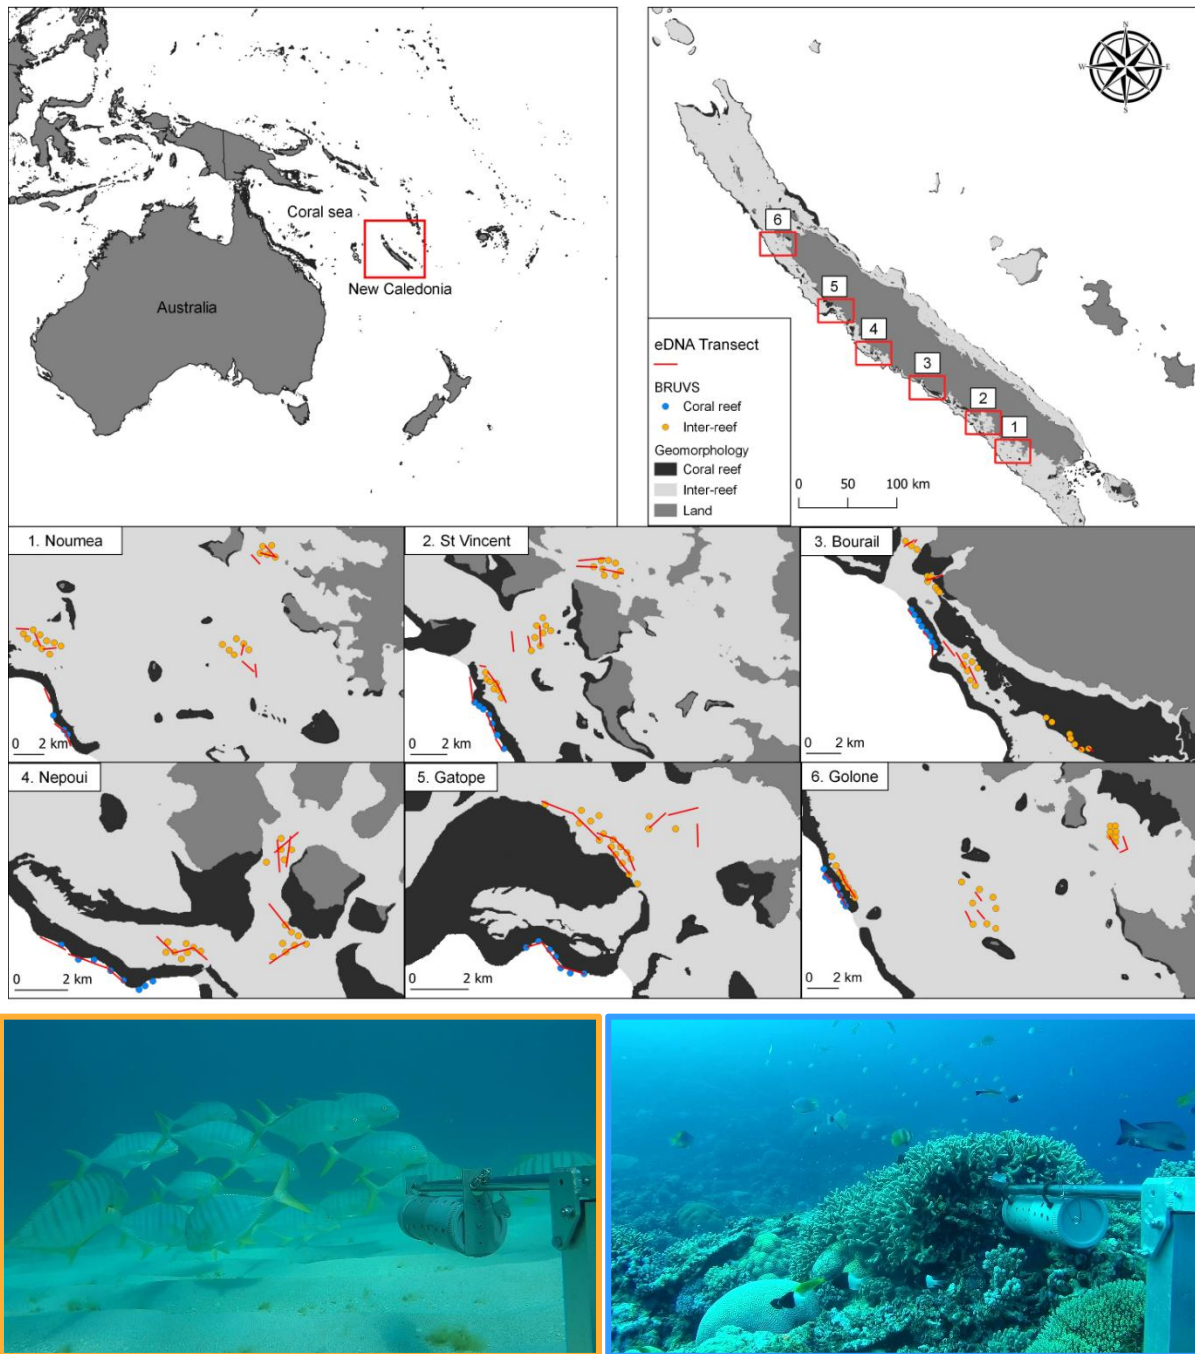 Coral sea
New Caledonia
Australia
N
W E
S
6
5
4
3
2
1
eDNA Transect
BRUVS
Coral reef
Inter-reef
Geomorphology
Coral reef
Inter-reef
Land
0 50 100 km
1. Noumea
0 2 km
2. St Vincent
0 2 km
3. Bourail
0 2 km
4. Nepoui
0 2 km
5. Gatope
0 2 km
6. Golone
0 2 km